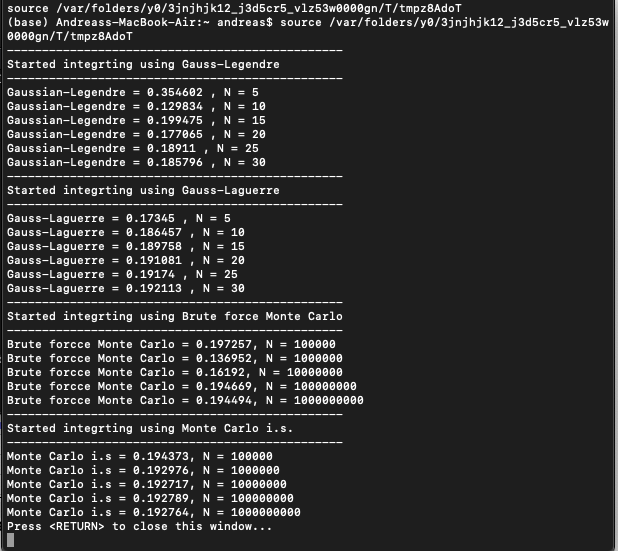 source /var/folders/y0/3jnjhjk12_j3d5cr5_vlz53w0000gn/T/tmpz8AdoT
(base) Andreass-MacBook-Air:~ andreas$ source /var/folders/y0/3jnjhjk12_j3d5cr5_vlz53w
0000gn/T/tmpz8AdoT
------------------------------------------------
Started integrting using Gauss-Legendre
------------------------------------------------
Gaussian-Legendre = 0.354602 , N = 5
Gaussian-Legendre = 0.129834 , N = 10
Gaussian-Legendre = 0.199475 , N = 15
Gaussian-Legendre = 0.177065 , N = 20
Gaussian-Legendre = 0.18911 , N = 25
Gaussian-Legendre = 0.185796 , N = 30
------------------------------------------------
Started integrting using Gauss-Laguerre
------------------------------------------------
Gauss-Laguerre = 0.17345 , N = 5
Gauss-Laguerre = 0.186457 , N = 10
Gauss-Laguerre = 0.189758 , N = 15
Gauss-Laguerre = 0.191081 , N = 20
Gauss-Laguerre = 0.19174 , N = 25
Gauss-Laguerre = 0.192113 , N = 30
------------------------------------------------
Started integrting using Brute force Monte Carlo
------------------------------------------------
Brute forcce Monte Carlo = 0.197257, N = 100000
Brute forcce Monte Carlo = 0.136952, N = 1000000
Brute forcce Monte Carlo = 0.16192, N = 10000000
Brute forcce Monte Carlo = 0.194669, N = 100000000
Brute forcce Monte Carlo = 0.194494, N = 1000000000
------------------------------------------------
Started integrting using Monte Carlo i.s.
------------------------------------------------
Monte Carlo i.s = 0.194373, N = 100000
Monte Carlo i.s = 0.192976, N = 1000000
Monte Carlo i.s = 0.192717, N = 10000000
Monte Carlo i.s = 0.192789, N = 100000000
Monte Carlo i.s = 0.192764, N = 1000000000
Press <RETURN> to close this window...